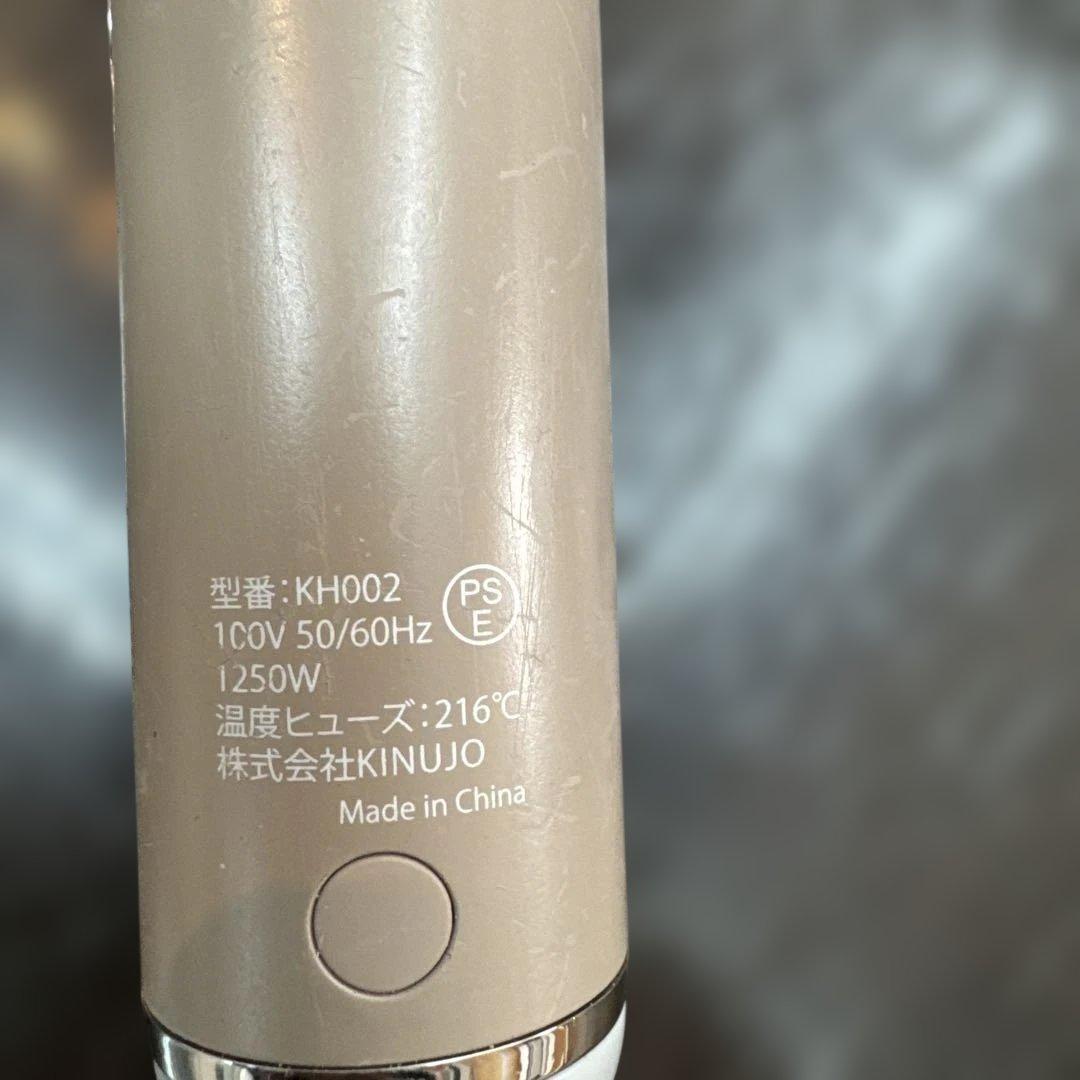 型番:KH002
PS
E
100V 50/60Hz
1250W
温度ヒューズ:216℃
株式会社KINUJO
Made in China